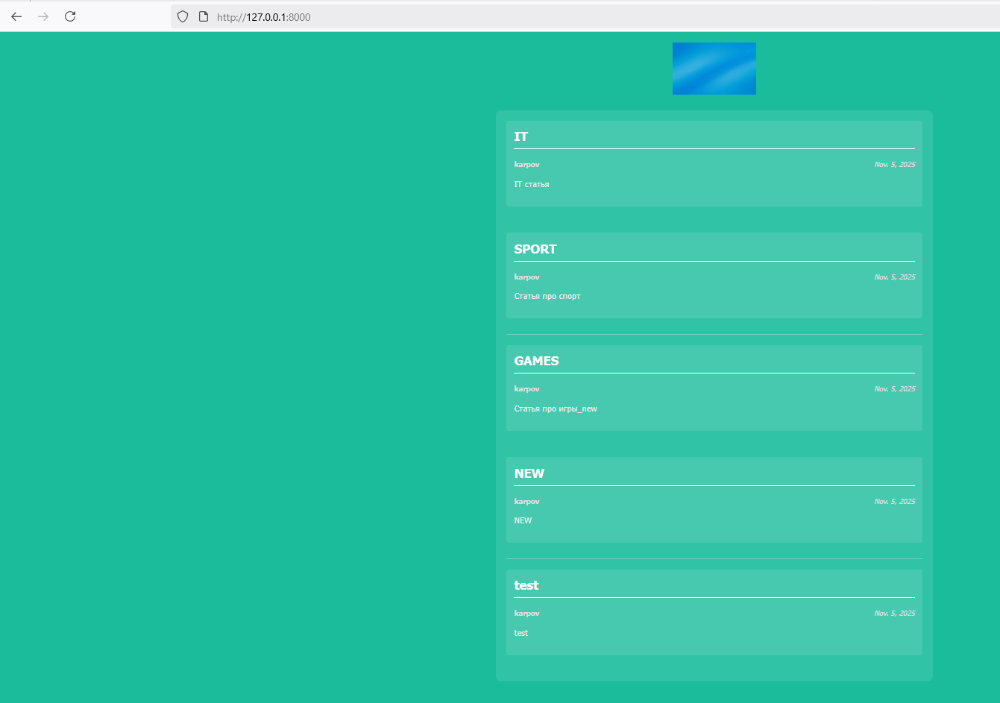 http://127.0.0.1:8000
IT
karpov Nov. 5, 2025
IT статья
SPORT
karpov Nov. 5, 2025
Статья про спорт
GAMES
karpov Nov. 5, 2025
Статья про игры_new
NEW
karpov Nov. 5, 2025
NEW
test
karpov Nov. 5, 2025
test